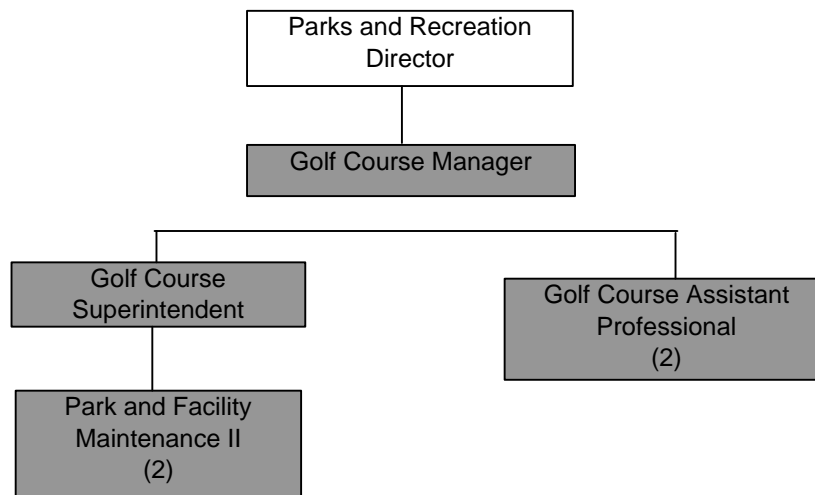 Parks and Recreation
Director
Golf Course Manager
Golf Course
Superintendent
Golf Course Assistant
Professional
(2)
Park and Facility
Maintenance II
(2)